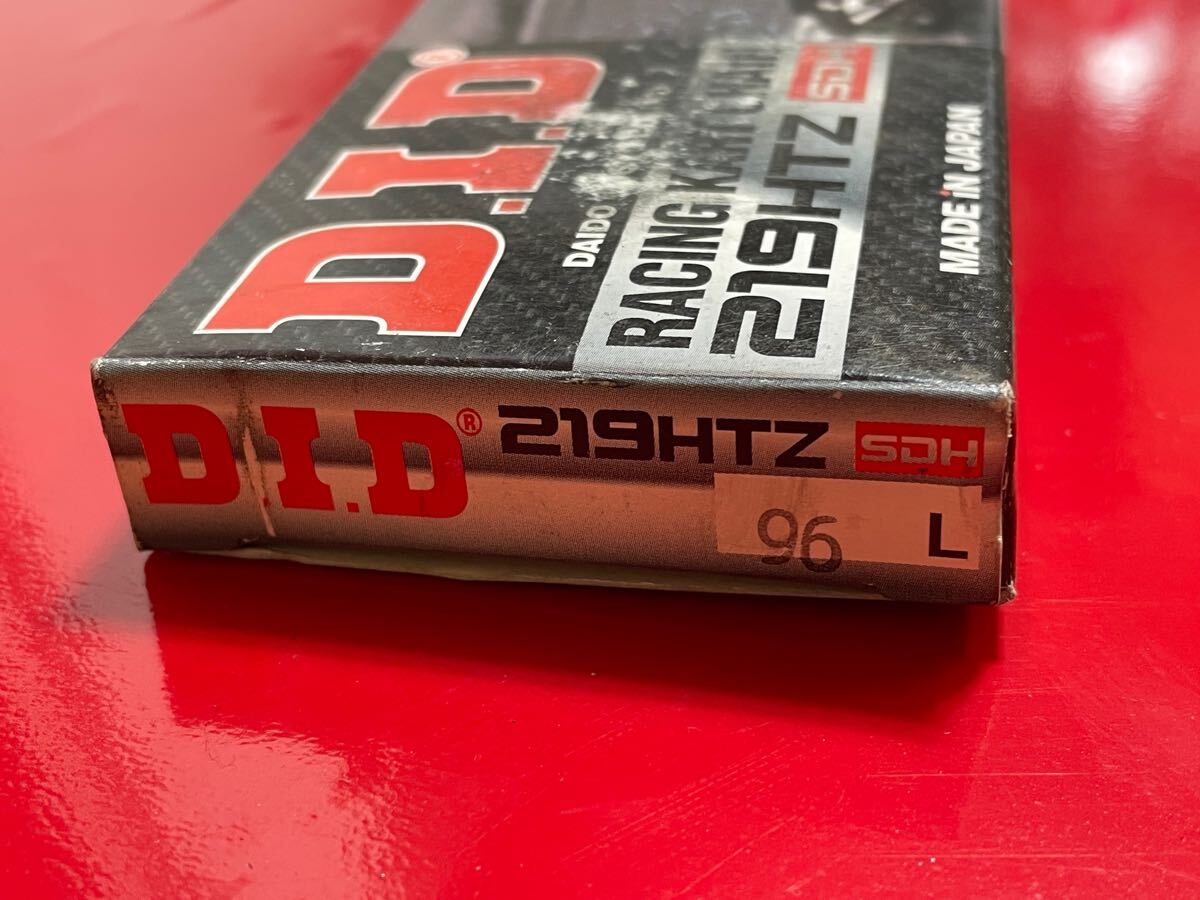 D.I.D®
DAIDO
RACING KART CHAIN
219HTZ SDH
MADE IN JAPAN
D.I.D® 219HTZ SDH
96 L